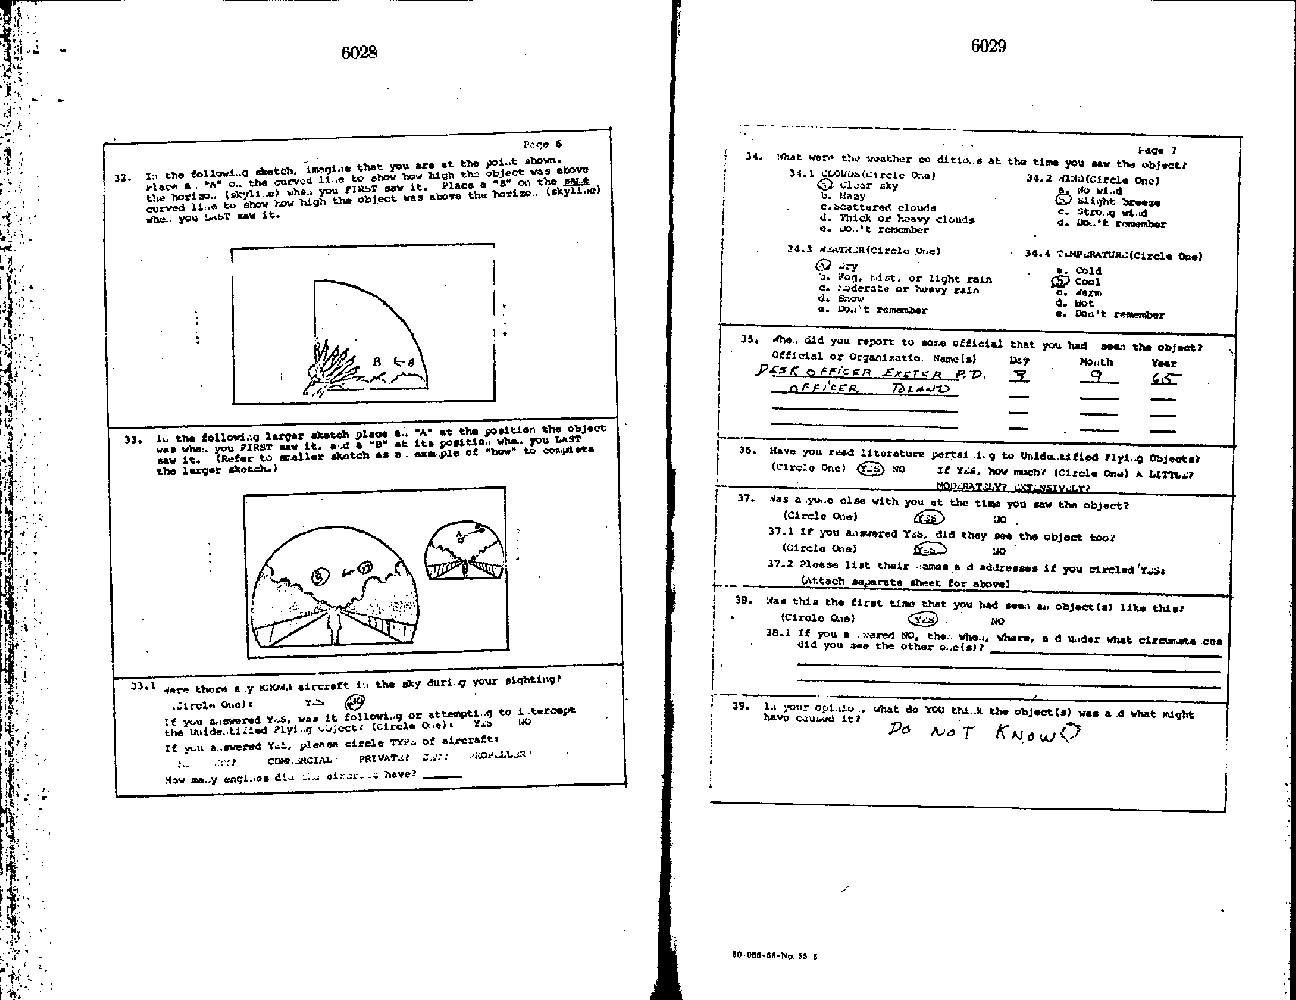 6028
Page 6
32. In the following sketch, imagine that you are at the point shown.
Place an "A" on the curved line to show how high the object was above
the horizon (skyline) when you FIRST saw it. Place a "B" on the same
curved line to show how high the object was above the horizon (skyline)
when you LAST saw it.
B A
33. In the following larger sketch place an "A" at the position the object
was when you FIRST saw it, and a "B" at its position when you LAST
saw it. (Refer to smaller sketch as an example of "how" to complete
the larger sketch.)
B A
A B
33.1 Were there any KNOWN aircraft in the sky during your sighting?
(Circle One): YES NO
If you answered YES, was it following or attempting to intercept
the Unidentified Flying Object? (Circle One): YES NO
If you answered YES, please circle TYPE of aircraft:
COMMERCIAL? PRIVATE? JET? PROPELLER?
How many engines did the aircraft have?
6029
Page 7
34. What were the weather conditions at the time you saw the object?
34.1 CLOUDS(Circle One)
a. Clear sky
b. Hazy
c. Scattered clouds
d. Thick or heavy clouds
e. Don't remember
34.2 WIND(Circle One)
a. No wind
b. Slight breeze
c. Strong wind
d. Don't remember
34.3 WEATHER(Circle One)
a. Dry
b. Fog, mist, or light rain
c. Moderate or heavy rain
d. Snow
e. Don't remember
34.4 TEMPERATURE(Circle One)
a. Cold
b. Cool
c. Warm
d. Hot
e. Don't remember
35. When did you report to some official that you had seen the object?
Official or Organization Name(s) Day Month Year
DESK OFFICER EXETER P.D. 3 9 65
OFFICER TOLAND
36. Have you read literature pertaining to Unidentified Flying Objects?
(Circle One) YES NO If YES, how much? (Circle One) A LITTLE?
MODERATELY? EXTENSIVELY?
37. Was anyone else with you at the time you saw the object?
(Circle One) YES NO
37.1 If you answered YES, did they see the object too?
(Circle One) YES NO
37.2 Please list their names and addresses if you circled YES:
(Attach separate sheet for above)
38. Was this the first time that you had seen an object(s) like this?
(Circle One) YES NO
38.1 If you answered NO, then when, where, and under what circumstances
did you see the other one(s)?
39. In your opinion, what do YOU think the object(s) was and what might
have caused it?
DO NOT KNOW